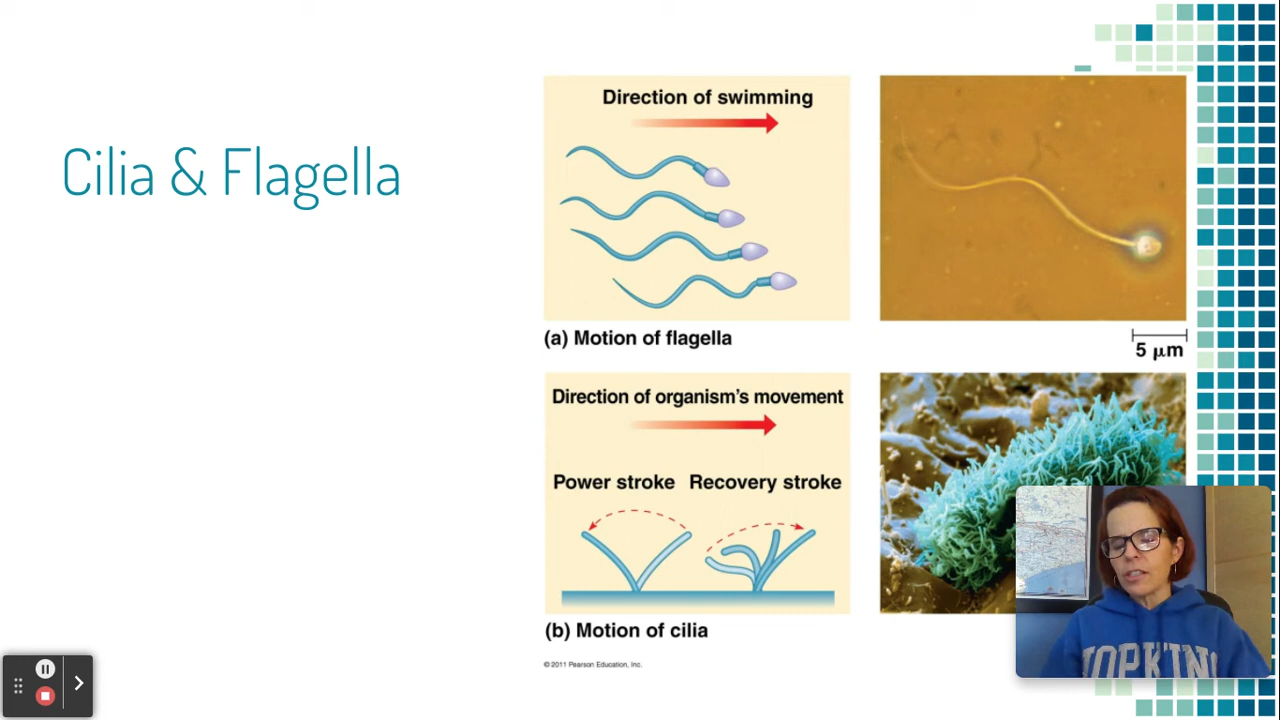 Cilia & Flagella
Direction of swimming
(a) Motion of flagella
5 μm
Direction of organism's movement
Power stroke Recovery stroke
(b) Motion of cilia
© 2011 Pearson Education, Inc.